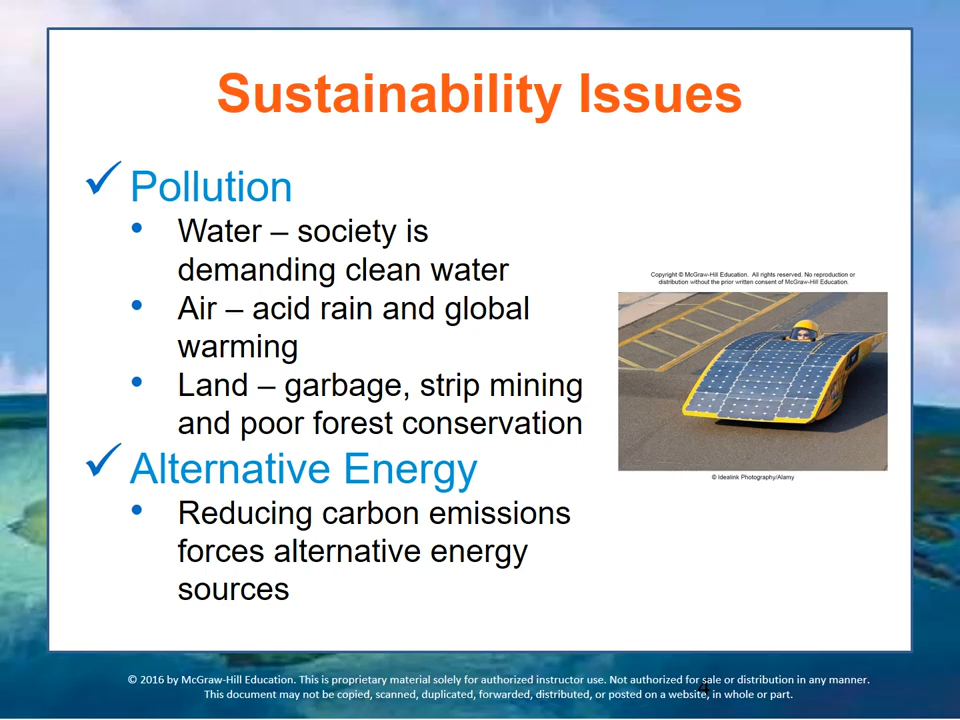 Sustainability Issues
✓ Pollution
• Water – society is
demanding clean water
• Air – acid rain and global
warming
• Land – garbage, strip mining
and poor forest conservation
✓ Alternative Energy
• Reducing carbon emissions
forces alternative energy
sources
Copyright © McGraw-Hill Education. All rights reserved. No reproduction or
distribution without the prior written consent of McGraw-Hill Education.
© Idealink Photography/Alamy
© 2016 by McGraw-Hill Education. This is proprietary material solely for authorized instructor use. Not authorized for sale or distribution in any manner.
This document may not be copied, scanned, duplicated, forwarded, distributed, or posted on a website, in whole or part.
4